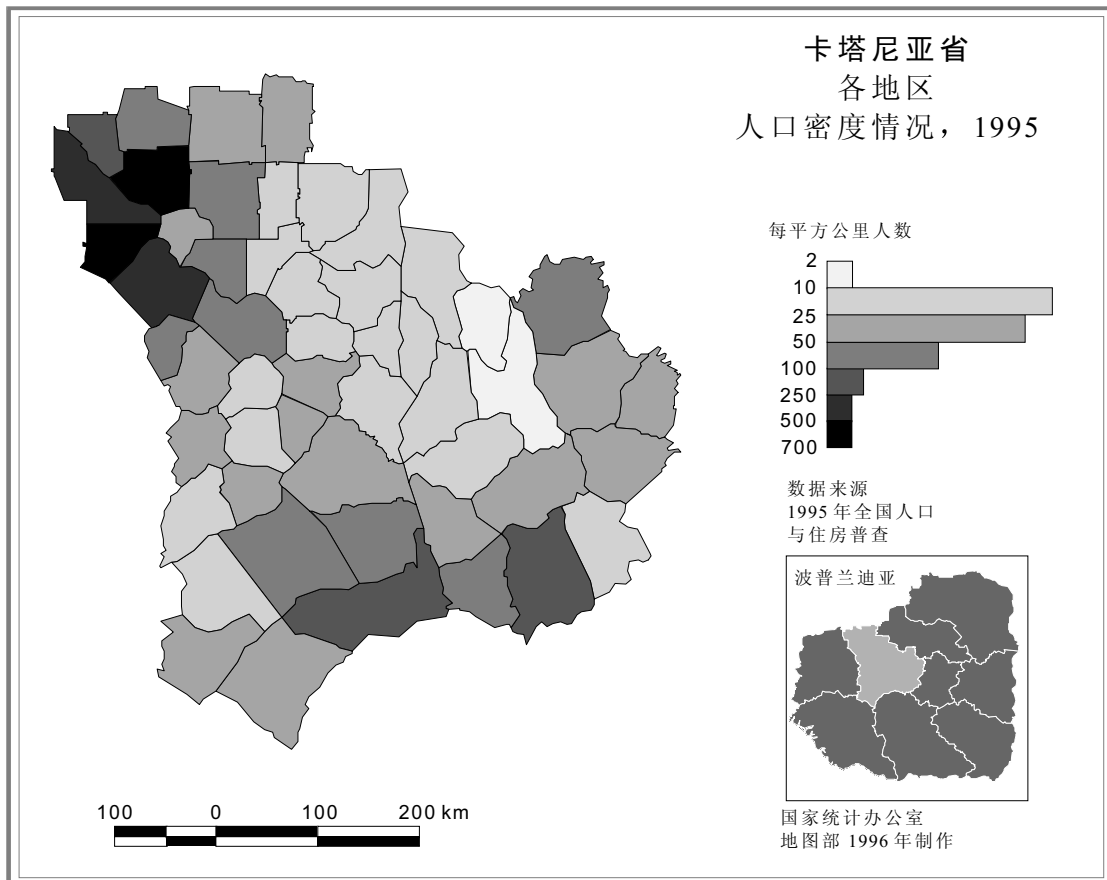 卡塔尼亚省
各地区
人口密度情况，1995
每平方公里人数
2
10
25
50
100
250
500
700
数据来源
1995 年全国人口
与住房普查
波普兰迪亚
100 0 100 200 km
国家统计办公室
地图部 1996 年制作